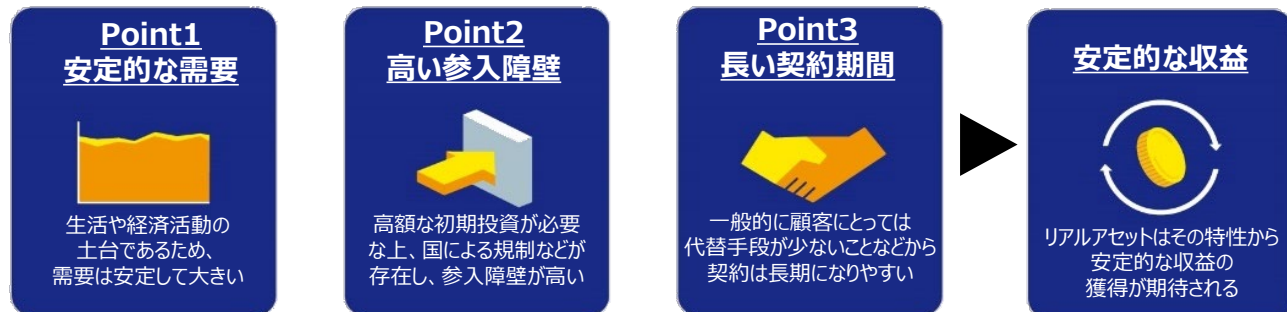 Point1
安定的な需要
生活や経済活動の
土台であるため、
需要は安定して大きい
Point2
高い参入障壁
高額な初期投資が必要
な上、国による規制などが
存在し、参入障壁が高い
Point3
長い契約期間
一般的に顧客にとっては
代替手段が少ないことなどから
契約は長期になりやすい
安定的な収益
リアルアセットはその特性から
安定的な収益の
獲得が期待される